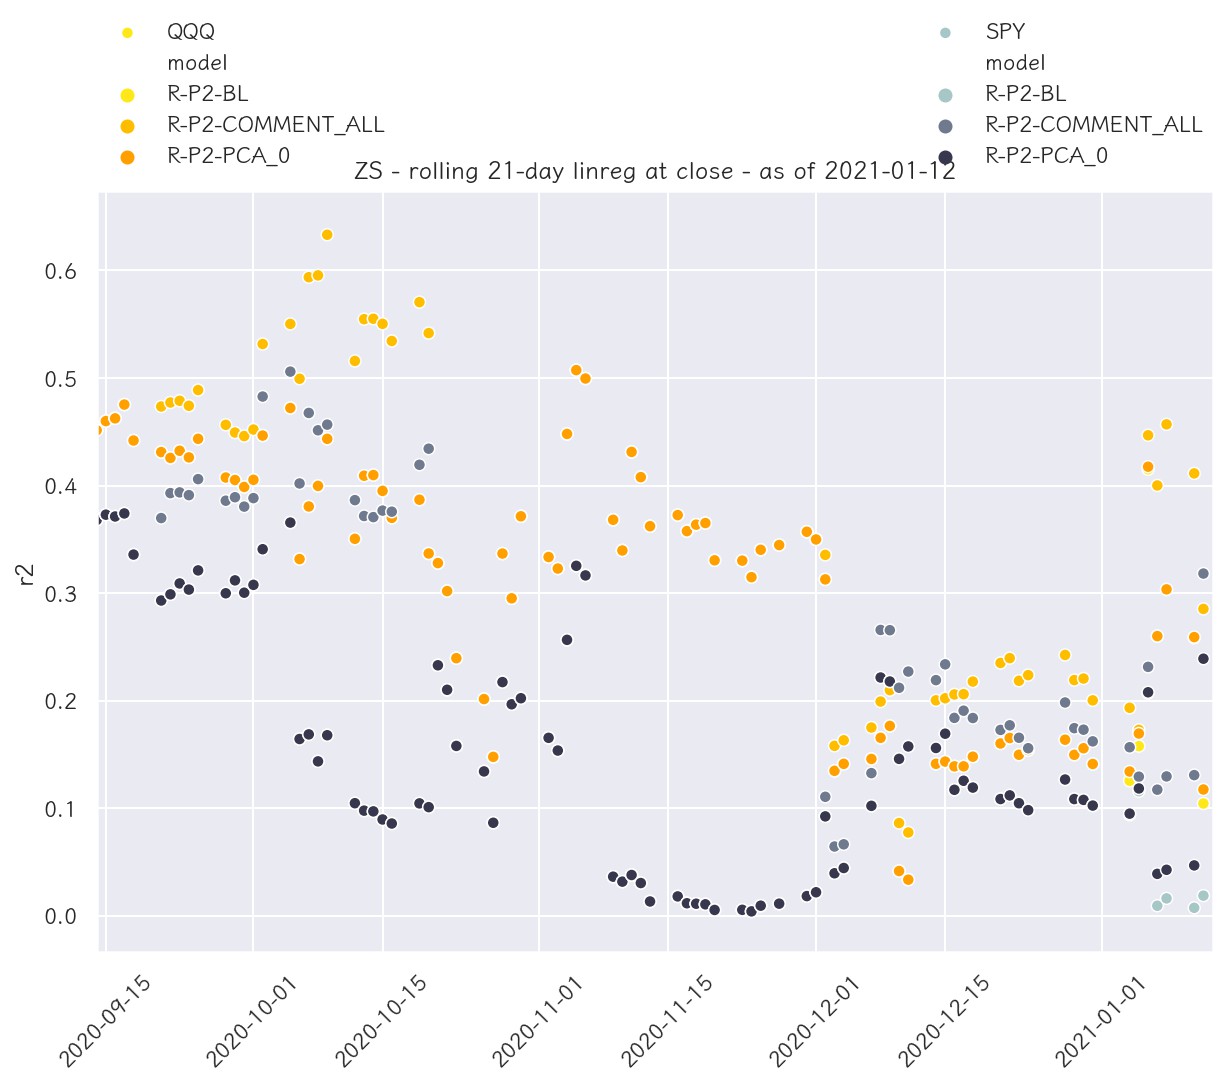 QQQ
model
R-P2-BL
R-P2-COMMENT_ALL
R-P2-PCA_0
SPY
model
R-P2-BL
R-P2-COMMENT_ALL
R-P2-PCA_0
ZS - rolling 21-day linreg at close - as of 2021-01-12
r2
0.6
0.5
0.4
0.3
0.2
0.1
0.0
2020-09-15
2020-10-01
2020-10-15
2020-11-01
2020-11-15
2020-12-01
2020-12-15
2021-01-01